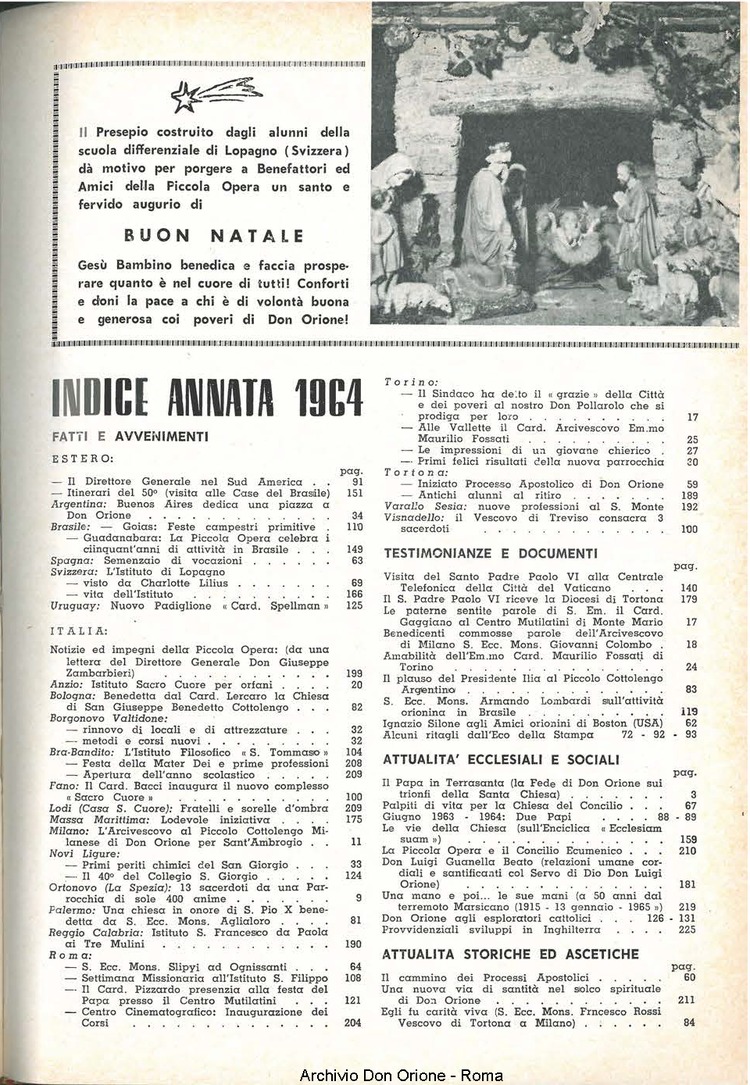 Il Presepio costruito dagli alunni della
scuola differenziale di Lopagno (Svizzera)
dà motivo per porgere a Benefattori ed
Amici della Piccola Opera un santo e
fervido augurio di
BUON NATALE
Gesù Bambino benedica e faccia prospe-
rare quanto è nel cuore di tutti! Conforti
e doni la pace a chi è di volontà buona
e generosa coi poveri di Don Orione!
INDICE ANNATA 1964
FATTI E AVVENIMENTI
ESTERO:
pag.
— Il Direttore Generale nel Sud America . . 91
— Itinerari del 50° (visita alle Case del Brasile) 151
Argentina: Buenos Aires dedica una piazza a
Don Orione . . . . . . . . . . . . . 34
Brasile: — Goias: Feste campestri primitive . 110
— Guadanabara: La Piccola Opera celebra i
ciinquant'anni di attività in Brasile . . . 149
Spagna: Semenzaio di vocazioni . . . . . . 63
Svizzera: L'Istituto di Lopagno
— visto da Charlotte Lilius . . . . . . . 69
— vita dell'Istituto . . . . . . . . . . 166
Uruguay: Nuovo Padiglione « Card. Spellman » 125
ITALIA:
Notizie ed impegni della Piccola Opera: (da una
lettera del Direttore Generale Don Giuseppe
Zambarbieri) . . . . . . . . . . . . 199
Anzio: Istituto Sacro Cuore per orfani . . . . 20
Bologna: Benedetta dal Card. Lercaro la Chiesa
di San Giuseppe Benedetto Cottolengo . . . 82
Borgonovo Valtidone:
— rinnovo di locali e di attrezzature . . . 32
— metodi e corsi nuovi . . . . . . . . 32
Bra-Bandito: L'Istituto Filosofico « S. Tommaso » 104
— Festa della Mater Dei e prime professioni 208
— Apertura dell'anno scolastico . . . . . 209
Fano: Il Card. Bacci inaugura il nuovo complesso
« Sacro Cuore » . . . . . . . . . . . 100
Lodi (Casa S. Cuore): Fratelli e sorelle d'ombra 209
Massa Marittima: Lodevole iniziativa . . . . 175
Milano: L'Arcivescovo al Piccolo Cottolengo Mi-
lanese di Don Orione per Sant'Ambrogio . . 11
Novi Ligure:
— Primi periti chimici del San Giorgio . . . 33
— Il 40° del Collegio S. Giorgio . . . . . 124
Ortonovo (La Spezia): 13 sacerdoti da una Par-
rocchia di sole 400 anime . . . . . . . 9
Palermo: Una chiesa in onore di S. Pio X bene-
detta da S. Ecc. Mons. Aglialoro . . . . 81
Reggio Calabria: Istituto S. Francesco da Paola
ai Tre Mulini . . . . . . . . . . . 190
Roma:
— S. Ecc. Mons. Slipyi ad Ognissanti . . . 64
— Settimana Missionaria all'Istituto S. Filippo 108
— Il Card. Pizzardo presenzia alla festa del
Papa presso il Centro Mutilatini . . . 121
— Centro Cinematografico: Inaugurazione dei
Corsi . . . . . . . . . . . . . 204
Torino:
— Il Sindaco ha detto il « grazie » della Città
e dei poveri al nostro Don Pollarolo che si
prodiga per loro . . . . . . . . . . 17
— Alle Vallette il Card. Arcivescovo Em.mo
Maurilio Fossati . . . . . . . . . . 25
— Le impressioni di un giovane chierico . . 27
— Primi felici risultati della nuova parrocchia 30
Tortona:
— Iniziato Processo Apostolico di Don Orione 59
— Antichi alunni al ritiro . . . . . . . 189
Varallo Sesia: nuove professioni al S. Monte 192
Visnadello: il Vescovo di Treviso consacra 3
sacerdoti . . . . . . . . . . . . 100
TESTIMONIANZE E DOCUMENTI
pag.
Visita del Santo Padre Paolo VI alla Centrale
Telefonica della Città del Vaticano . . . 140
Il S. Padre Paolo VI riceve la Diocesi di Tortona 179
Le paterne sentite parole di S. Em. il Card.
Gaggiano al Centro Mutilatini di Monte Mario 17
Benedicenti commosse parole dell'Arcivescovo
di Milano S. Ecc. Mons. Giovanni Colombo . 18
Amabilità dell'Em.mo Card. Maurilio Fossati di
Torino . . . . . . . . . . . . . 24
Il plauso del Presidente Ilia al Piccolo Cottolengo
Argentino . . . . . . . . . . . . 83
S. Ecc. Mons. Armando Lombardi sull'attività
orionina in Brasile . . . . . . . . . 119
Ignazio Silone agli Amici orionini di Boston (USA) 62
Alcuni ritagli dall'Eco della Stampa 72 - 92 - 93
ATTUALITA' ECCLESIALI E SOCIALI
pag.
Il Papa in Terrasanta (la Fede di Don Orione sui
trionfi della Santa Chiesa) . . . . . . . 3
Palpiti di vita per la Chiesa del Concilio . . . 67
Giugno 1963 - 1964: Due Papi . . . . 88 - 89
Le vie della Chiesa (sull'Enciclica « Ecclesiam
suam ») . . . . . . . . . . . . . 159
La Piccola Opera e il Concilio Ecumenico . . . 210
Don Luigi Guanella Beato (relazioni umane cor-
diali e santificanti col Servo di Dio Don Luigi
Orione) . . . . . . . . . . . . . 181
Una mano e poi... le sue mani (a 50 anni dal
terremoto Marsicano (1915 - 13 gennaio - 1965 ») 219
Don Orione agli esploratori cattolici . . . 126 - 131
Provvidenziali sviluppi in Inghilterra . . . . 225
ATTUALITA STORICHE ED ASCETICHE
pag.
Il cammino dei Processi Apostolici . . . . . 60
Una nuova via di santità nel solco spirituale
di Don Orione . . . . . . . . . . . 211
Egli fu carità viva (S. Ecc. Mons. Frncesco Rossi
Vescovo di Tortona a Milano) . . . . . . 84
Archivio Don Orione - Roma